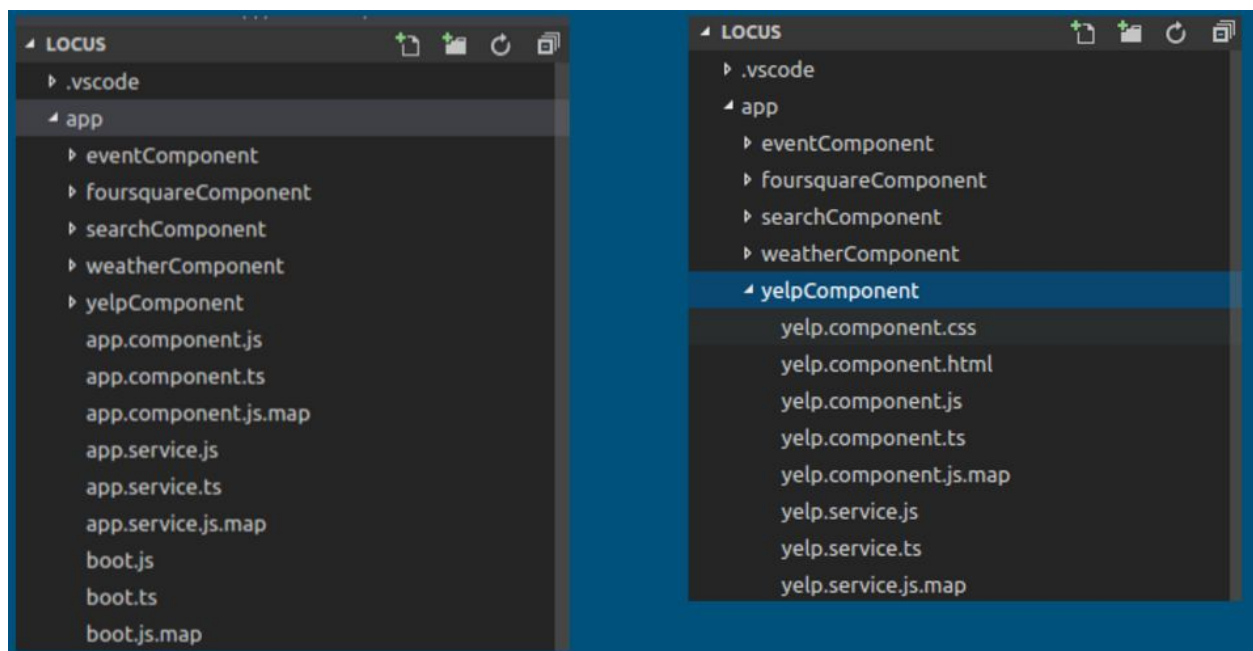 LOCUS
.vscode
app
eventComponent
foursquareComponent
searchComponent
weatherComponent
yelpComponent
app.component.js
app.component.ts
app.component.js.map
app.service.js
app.service.ts
app.service.js.map
boot.js
boot.ts
boot.js.map
LOCUS
.vscode
app
eventComponent
foursquareComponent
searchComponent
weatherComponent
yelpComponent
yelp.component.css
yelp.component.html
yelp.component.js
yelp.component.ts
yelp.component.js.map
yelp.service.js
yelp.service.ts
yelp.service.js.map